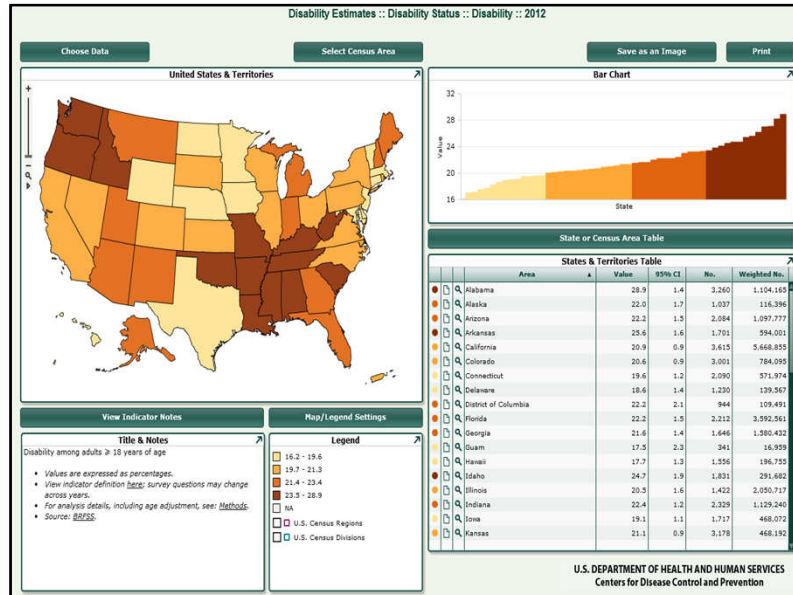 Disability Estimates :: Disability Status :: Disability :: 2012
Choose Data
Select Census Area
Save as an Image
Print
United States & Territories
Bar Chart
32
28
24
20
16
Value
State
State or Census Area Table
States & Territories Table
Area Value 95% CI No. Weighted No.
Alabama 28.9 1.4 3,260 1,104,165
Alaska 22.0 1.7 1,037 116,396
Arizona 22.2 1.5 2,084 1,097,777
Arkansas 25.6 1.6 1,701 594,001
California 20.9 0.9 3,615 5,668,855
Colorado 20.6 0.9 3,001 784,095
Connecticut 19.6 1.2 2,090 571,974
Delaware 18.6 1.4 1,230 139,567
District of Columbia 22.2 2.1 944 109,491
Florida 22.2 1.5 2,212 3,592,561
Georgia 21.6 1.4 1,646 1,580,432
Guam 17.5 2.3 341 16,959
Hawaii 17.7 1.3 1,556 196,755
Idaho 24.7 1.9 1,831 291,682
Illinois 20.5 1.6 1,422 2,050,717
Indiana 22.4 1.2 2,329 1,129,240
Iowa 19.1 1.1 1,717 468,072
Kansas 21.1 0.9 3,178 468,192
View Indicator Notes
Map/Legend Settings
Title & Notes
Disability among adults ≥ 18 years of age
• Values are expressed as percentages.
• View indicator definition here; survey questions may change
across years.
• For analysis details, including age adjustment, see: Methods.
• Source: BRFSS.
Legend
16.2 - 19.6
19.7 - 21.3
21.4 - 23.4
23.5 - 28.9
NA
U.S. Census Regions
U.S. Census Divisions
U.S. DEPARTMENT OF HEALTH AND HUMAN SERVICES
Centers for Disease Control and Prevention